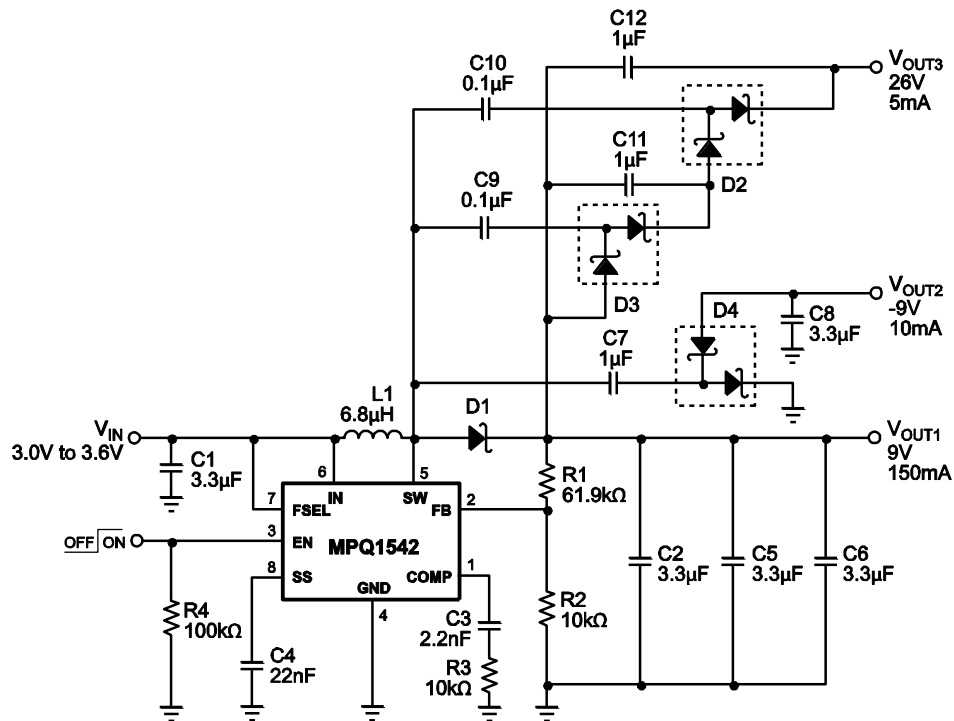 C12
1µF
C10
0.1µF
VOUT3
26V
5mA
C11
1µF
D2
C9
0.1µF
D3
VOUT2
-9V
10mA
D4
C8
3.3µF
C7
1µF
L1
6.8µH
D1
VIN
3.0V to 3.6V
VOUT1
9V
150mA
C1
3.3µF
6
5
R1
61.9kΩ
7
IN
SW
2
FSEL
FB
3
OFF ON
EN
MPQ1542
8
SS
COMP
1
GND
4
C2
3.3µF
C5
3.3µF
C6
3.3µF
R4
100kΩ
C4
22nF
C3
2.2nF
R3
10kΩ
R2
10kΩ